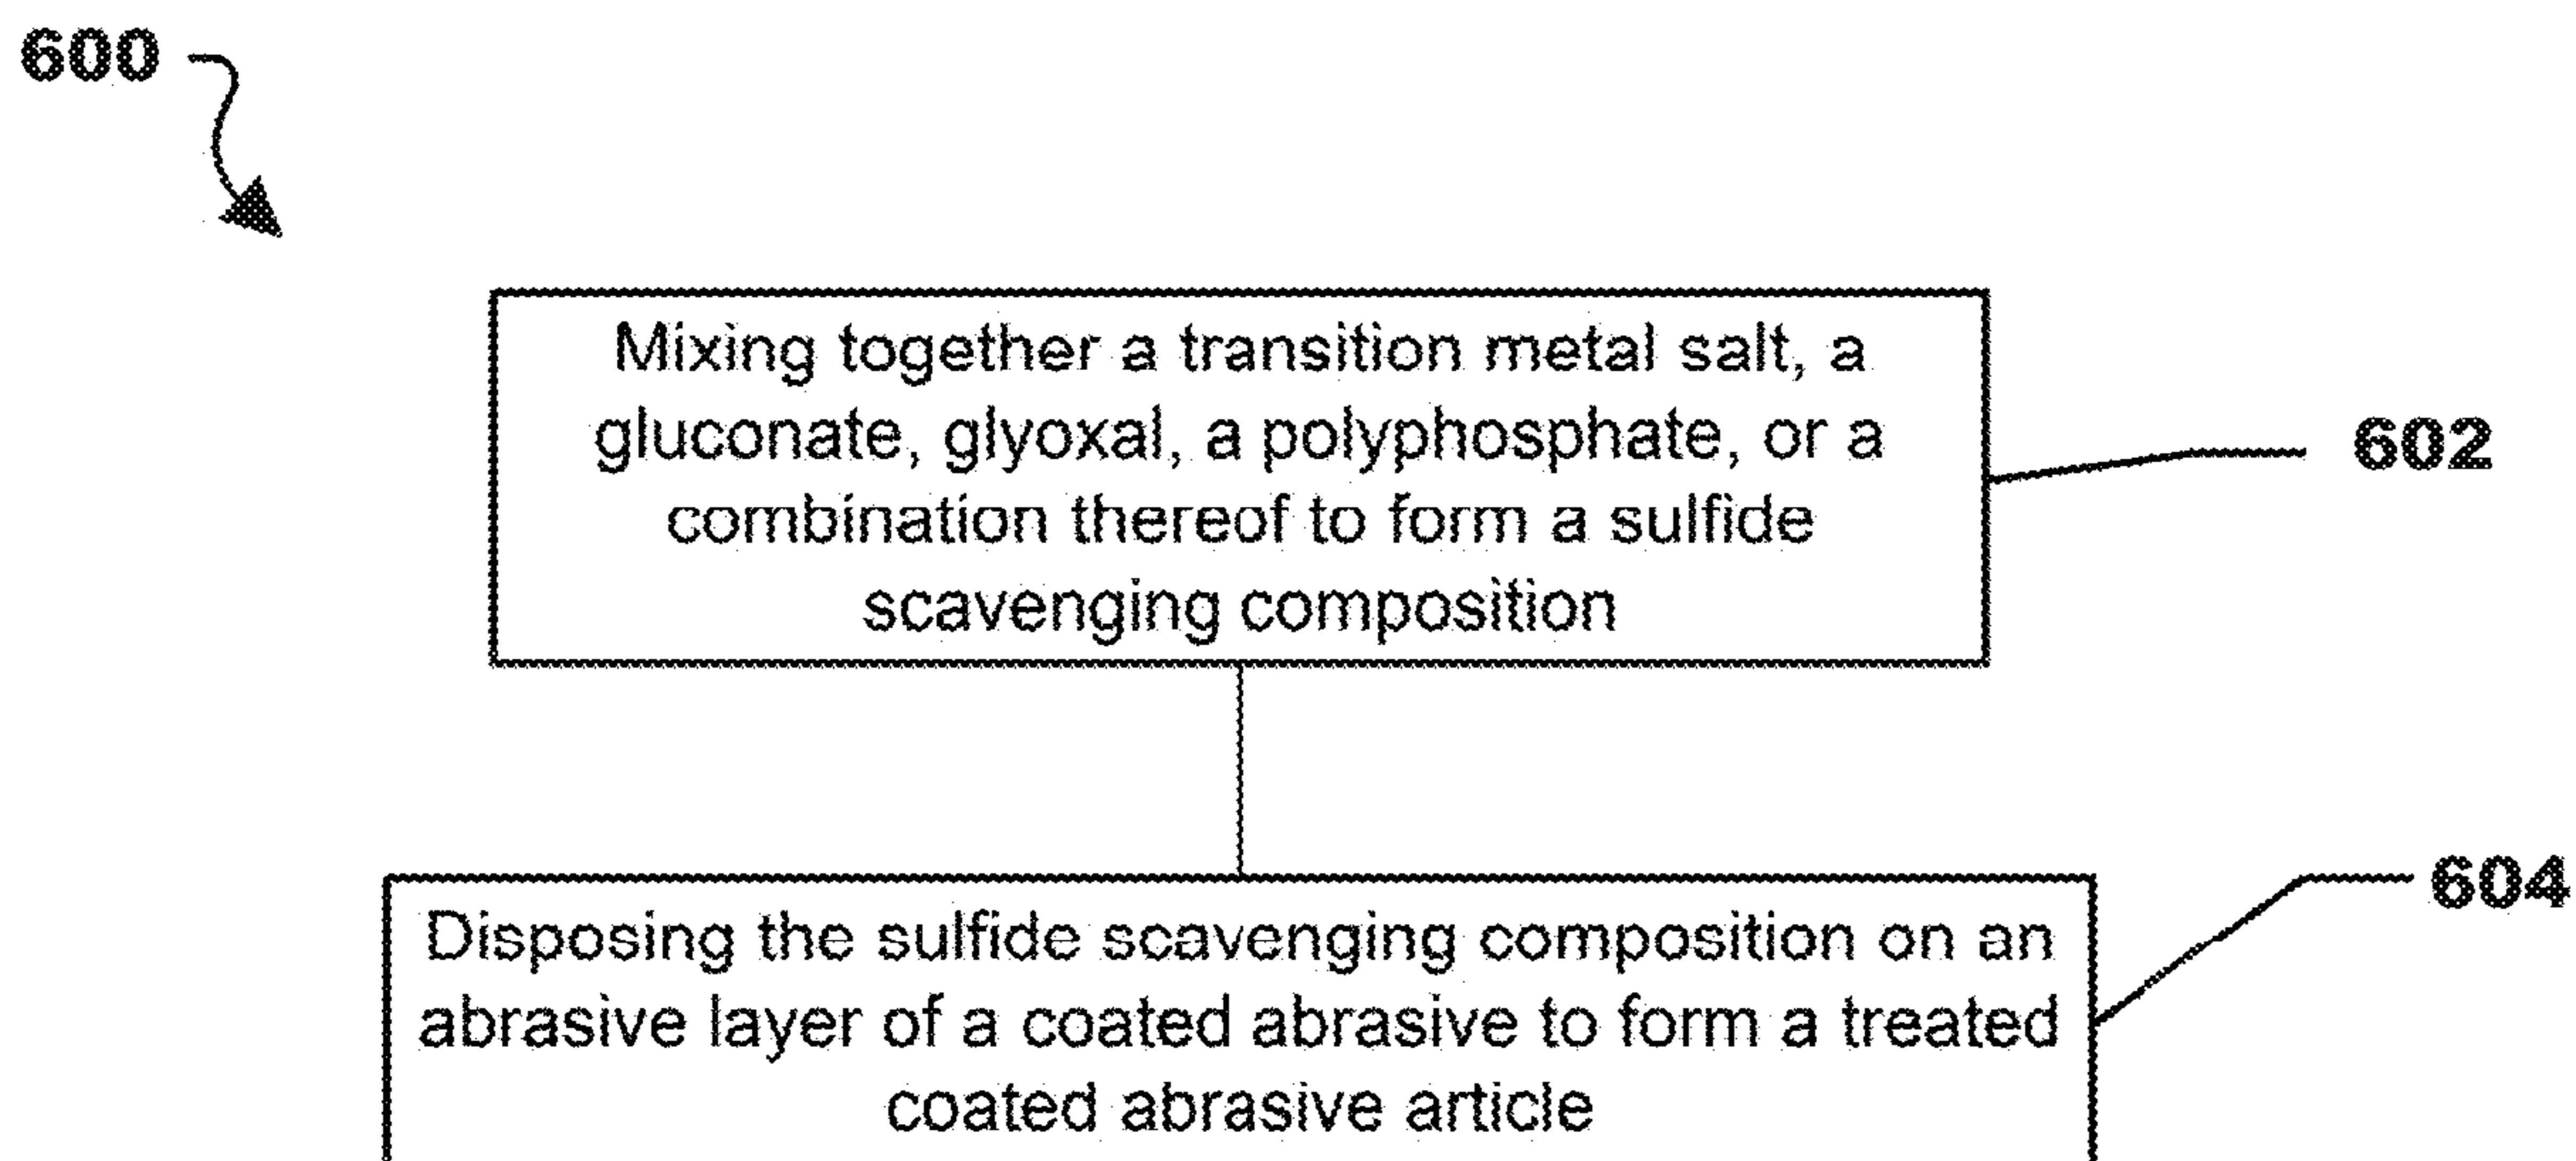 600
Mixing together a transition metal salt, a
gluconate, glyoxal, a polyphosphate, or a
combination thereof to form a sulfide
scavenging composition
602
604
Disposing the sulfide scavenging composition on an
abrasive layer of a coated abrasive to form a treated
coated abrasive article